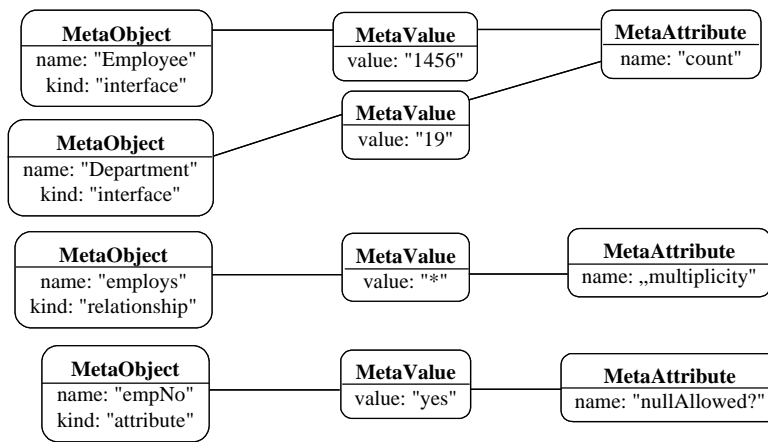 MetaObject
name: "Employee"
kind: "interface"
MetaValue
value: "1456"
MetaAttribute
name: "count"
MetaObject
name: "Department"
kind: "interface"
MetaValue
value: "19"
MetaObject
name: "employs"
kind: "relationship"
MetaValue
value: "*"
MetaAttribute
name: „multiplicity"
MetaObject
name: "empNo"
kind: "attribute"
MetaValue
value: "yes"
MetaAttribute
name: "nullAllowed?"